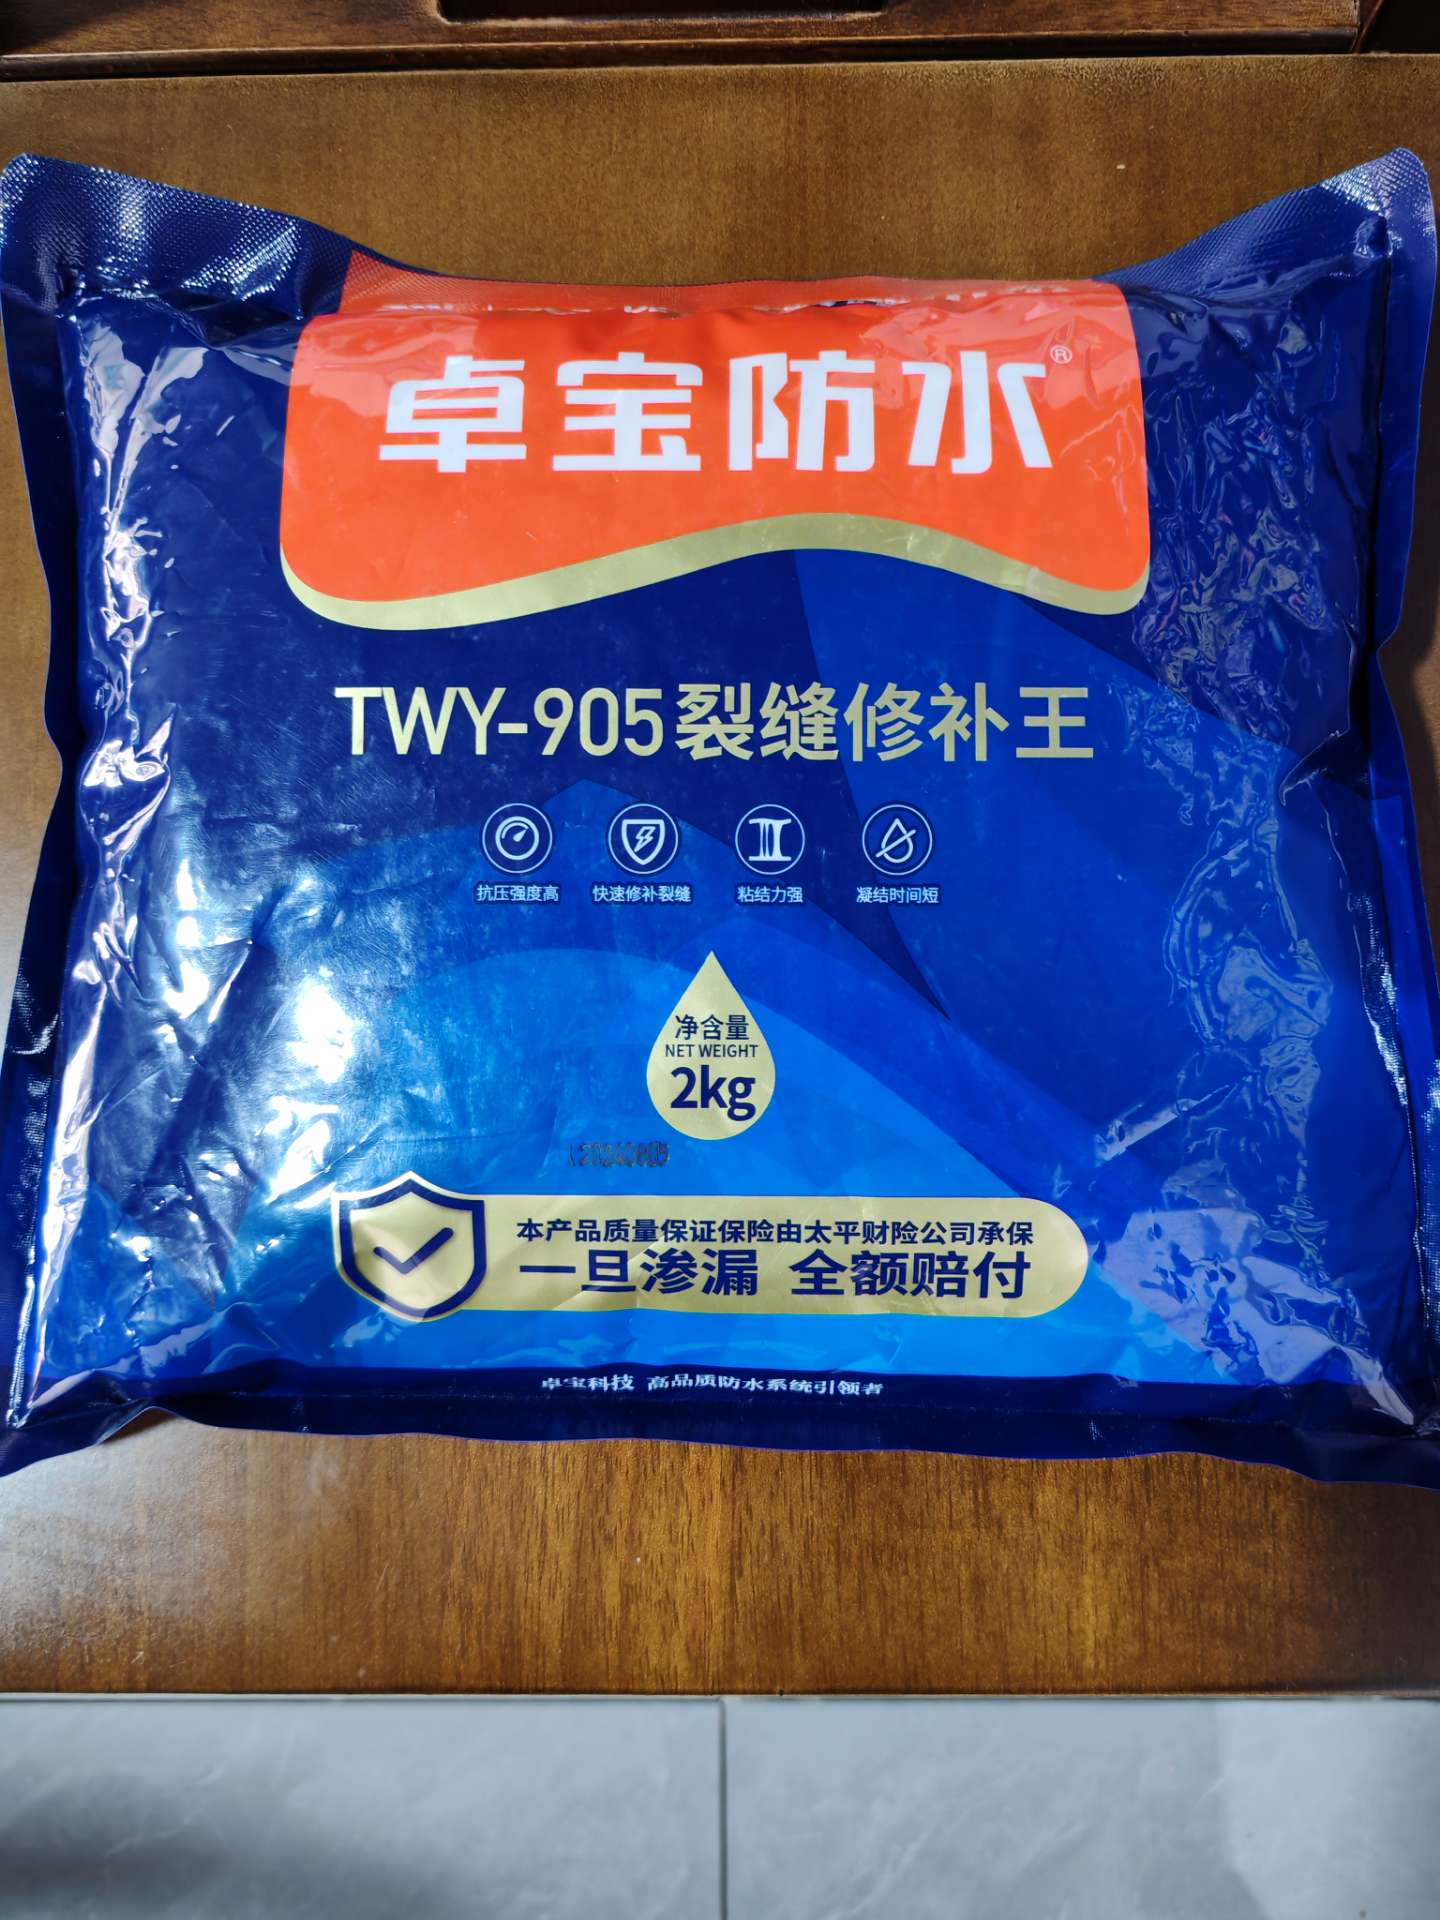 卓宝防水®
TWY-905裂缝修补王
抗压强度高 快速修补裂缝 粘结力强 凝结时间短
净含量
NET WEIGHT
2kg
本产品质量保证保险由太平财险公司承保
一旦渗漏 全额赔付
卓宝科技 高品质防水系统引领者